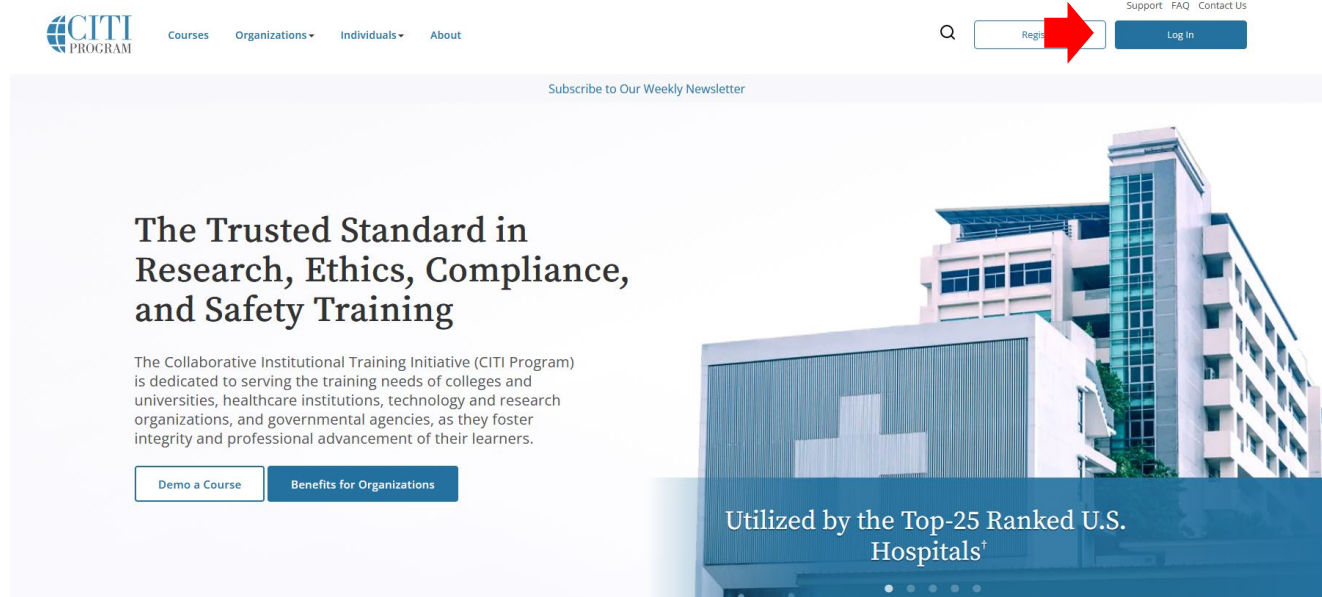 Support FAQ Contact Us
CITI
PROGRAM
Courses Organizations Individuals About
Log In
Subscribe to Our Weekly Newsletter
The Trusted Standard in
Research, Ethics, Compliance,
and Safety Training
The Collaborative Institutional Training Initiative (CITI Program)
is dedicated to serving the training needs of colleges and
universities, healthcare institutions, technology and research
organizations, and governmental agencies, as they foster
integrity and professional advancement of their learners.
Demo a Course Benefits for Organizations
Utilized by the Top-25 Ranked U.S.
Hospitals†